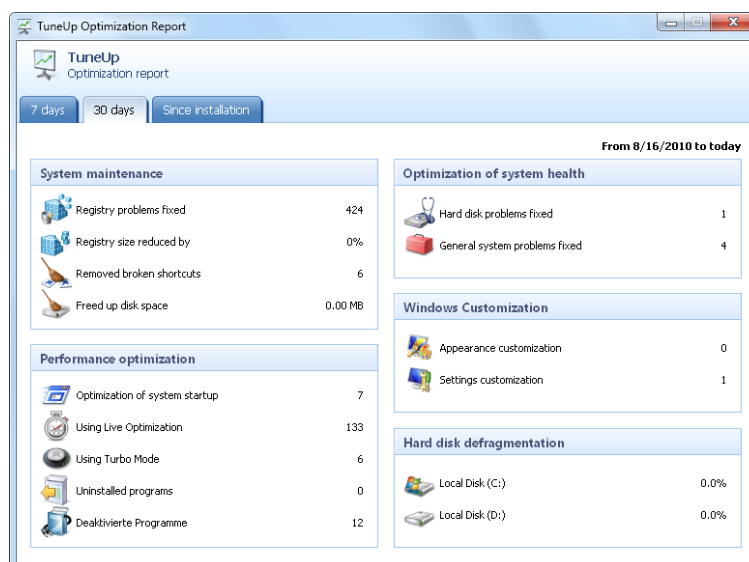 TuneUp Optimization Report
TuneUp
Optimization report
7 days
30 days
Since installation
From 8/16/2010 to today
System maintenance
Registry problems fixed 424
Registry size reduced by 0%
Removed broken shortcuts 6
Freed up disk space 0.00 MB
Performance optimization
Optimization of system startup 7
Using Live Optimization 133
Using Turbo Mode 6
Uninstalled programs 0
Deaktivierte Programme 12
Optimization of system health
Hard disk problems fixed 1
General system problems fixed 4
Windows Customization
Appearance customization 0
Settings customization 1
Hard disk defragmentation
Local Disk (C:) 0.0%
Local Disk (D:) 0.0%